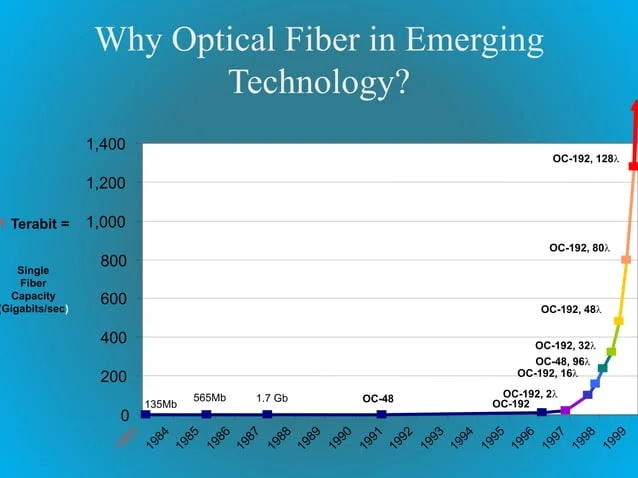 Why Optical Fiber in Emerging
Technology?
1,400
1,200
1 Terabit = 1,000
800
600
400
200
0
Single
Fiber
Capacity
(Gigabits/sec)
OC-192, 128λ
OC-192, 80λ
OC-192, 48λ
OC-192, 32λ
OC-48, 96λ
OC-192, 16λ
OC-192, 2λ
OC-192
OC-48
1.7 Gb
565Mb
135Mb
1984 1985 1986 1987 1988 1989 1990 1991 1992 1993 1994 1995 1996 1997 1998 1999